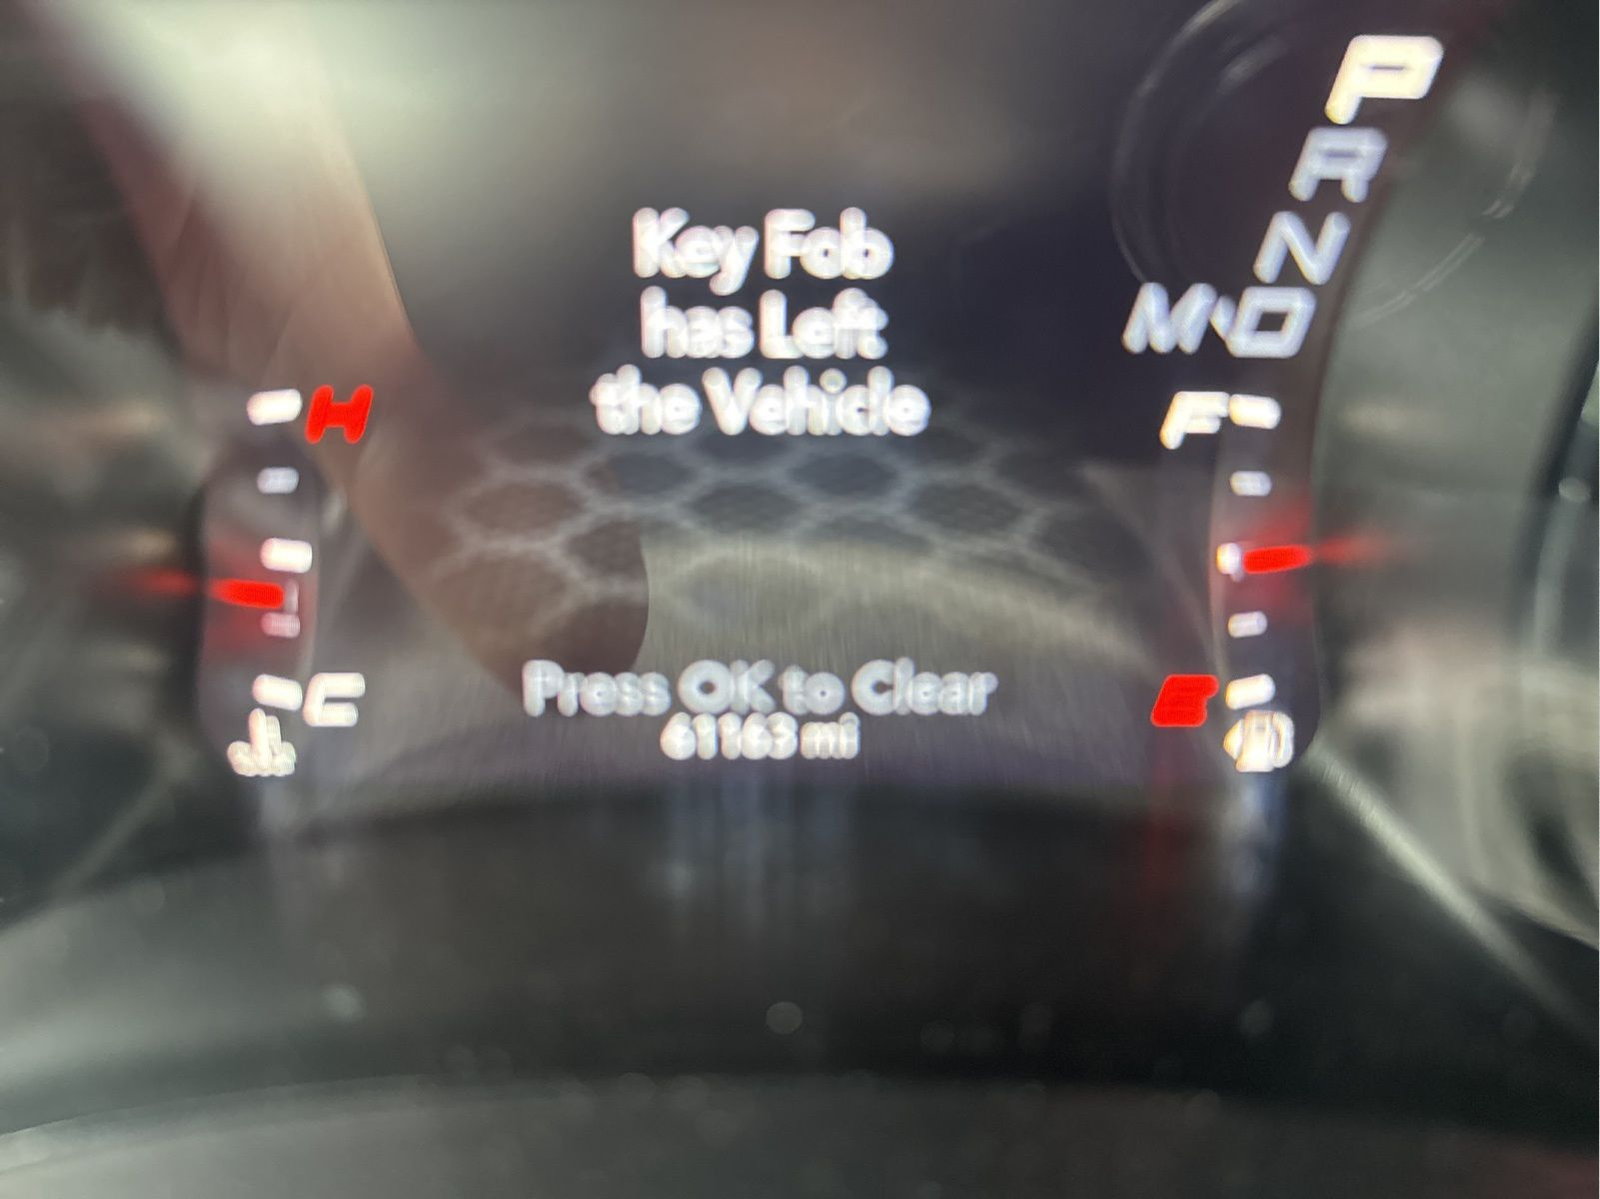 P
R
N
M D
Key Fob
has Left
the Vehicle
H
F
C
E
Press OK to Clear
61163 mi